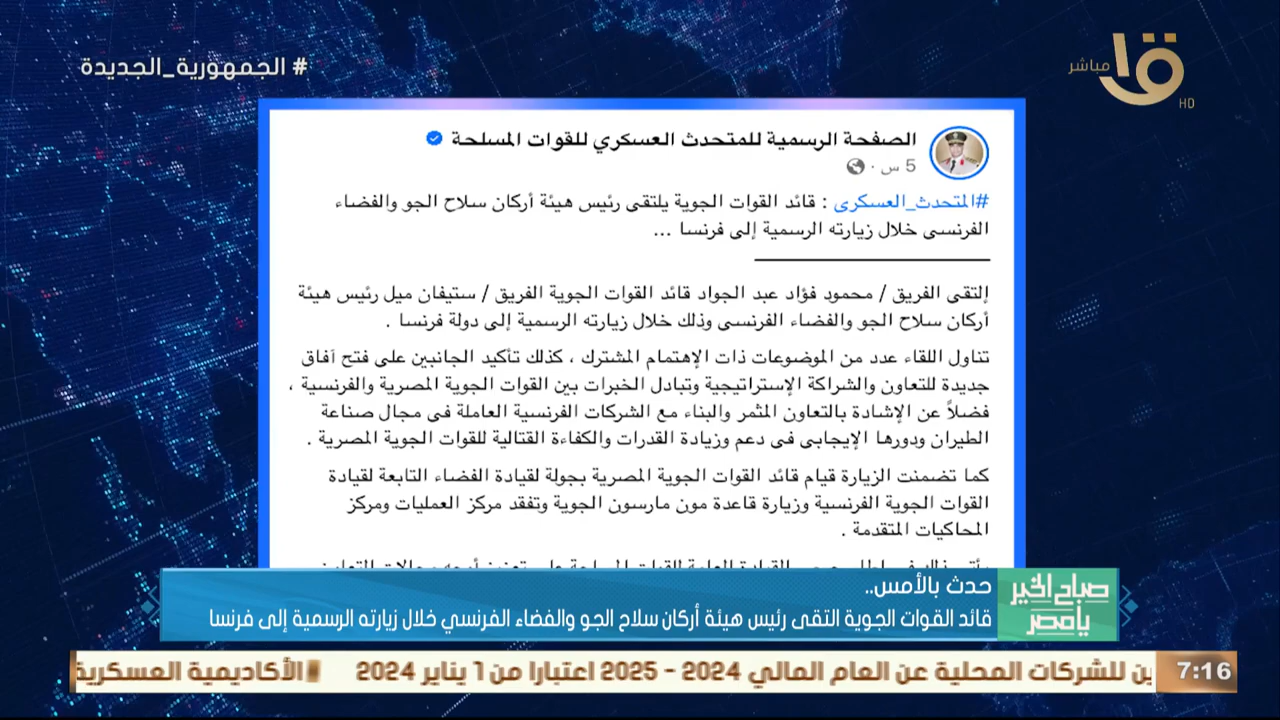 # الجمهورية_الجديدة
مباشر
HD
الصفحة الرسمية للمتحدث العسكري للقوات المسلحة
5 س ·
#المتحدث_العسكرى : قائد القوات الجوية يلتقى رئيس هيئة أركان سلاح الجو والفضاء
الفرنسى خلال زيارته الرسمية إلى فرنسا ...
إلتقى الفريق / محمود فؤاد عبد الجواد قائد القوات الجوية الفريق / ستيفان ميل رئيس هيئة
أركان سلاح الجو والفضاء الفرنسى وذلك خلال زيارته الرسمية إلى دولة فرنسا .
تناول اللقاء عدد من الموضوعات ذات الإهتمام المشترك ، كذلك تأكيد الجانبين على فتح آفاق
جديدة للتعاون والشراكة الإستراتيجية وتبادل الخبرات بين القوات الجوية المصرية والفرنسية ،
فضلاً عن الإشادة بالتعاون المثمر والبناء مع الشركات الفرنسية العاملة فى مجال صناعة
الطيران ودورها الإيجابى فى دعم وزيادة القدرات والكفاءة القتالية للقوات الجوية المصرية .
كما تضمنت الزيارة قيام قائد القوات الجوية المصرية بجولة لقيادة الفضاء التابعة لقيادة
القوات الجوية الفرنسية وزيارة قاعدة مون مارسون الجوية وتفقد مركز العمليات ومركز
المحاكيات المتقدمة .
صباح الخير
يا مصر
حدث بالأمس..
قائد القوات الجوية التقى رئيس هيئة أركان سلاح الجو والفضاء الفرنسي خلال زيارته الرسمية إلى فرنسا
7:16
ين للشركات المحلية عن العام المالي 2024 - 2025 اعتبارا من 1 يناير 2024 الأكاديمية العسكرية